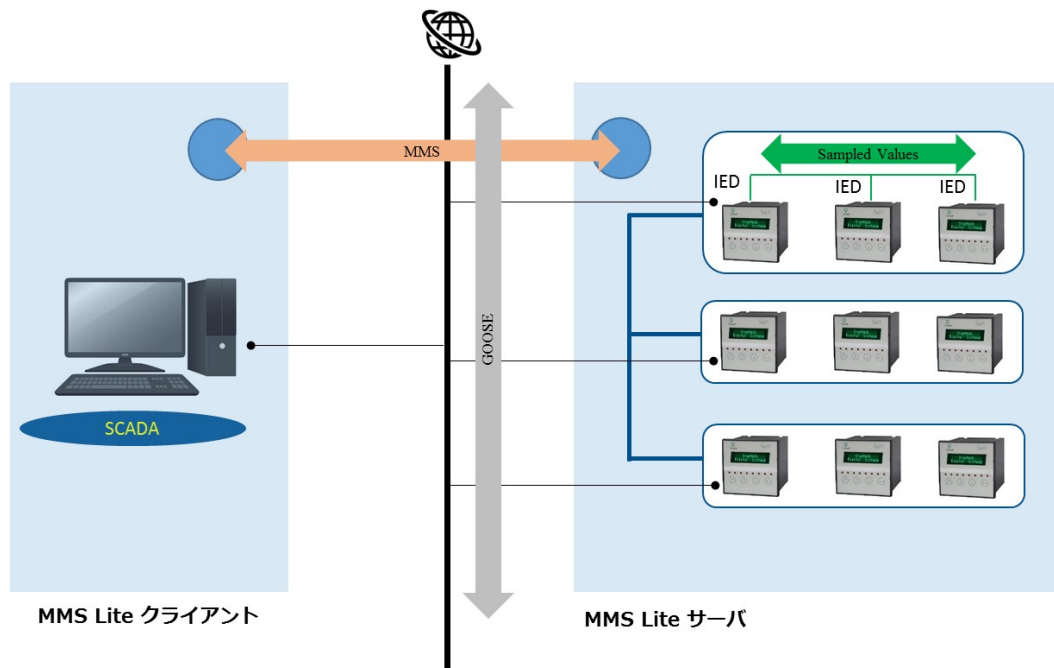 MMS
Sampled Values
IED
IED
IED
GOOSE
SCADA
MMS Lite クライアント
MMS Lite サーバ